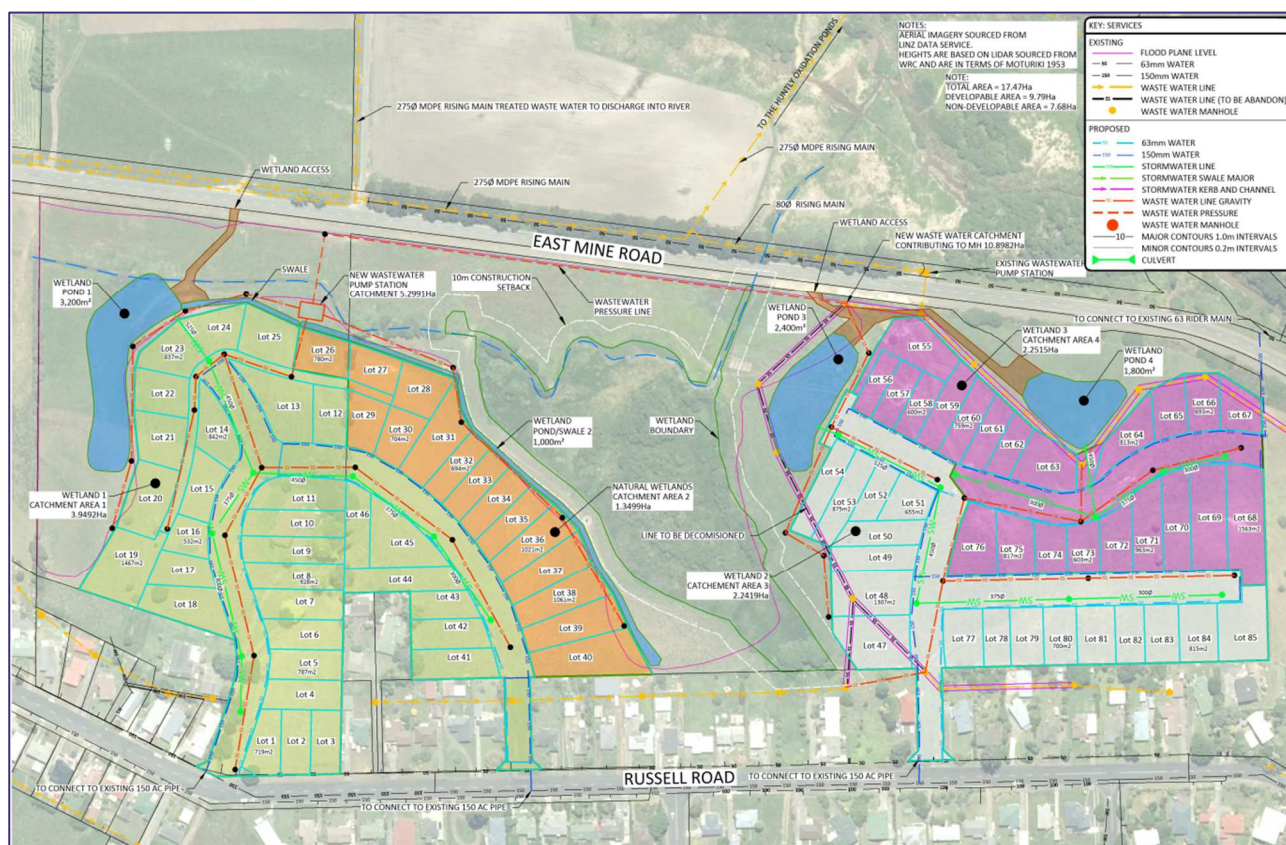 NOTES:
AERIAL IMAGERY SOURCED FROM
LINZ DATA SERVICE.
HEIGHTS ARE BASED ON LIDAR SOURCED FROM
WRC AND ARE IN TERMS OF MOTURIKI 1953
NOTE:
TOTAL AREA = 17.47Ha
DEVELOPABLE AREA = 9.79Ha
NON-DEVELOPABLE AREA = 7.68Ha
KEY: SERVICES
EXISTING
FLOOD PLANE LEVEL
50 63mm WATER
150 150mm WATER
WASTE WATER LINE
WASTE WATER LINE (TO BE ABANDON)
WASTE WATER MANHOLE
PROPOSED
63mm WATER
150 150mm WATER
STORMWATER LINE
STORMWATER SWALE MAJOR
STORMWATER KERB AND CHANNEL
WASTE WATER LINE GRAVITY
WASTE WATER PRESSURE
WASTE WATER MANHOLE
10 MAJOR CONTOURS 1.0m INTERVALS
MINOR CONTOURS 0.2m INTERVALS
CULVERT
TO THE HUNTLY OXIDATION PONDS
275Ø MDPE RISING MAIN TREATED WASTE WATER TO DISCHARGE INTO RIVER
275Ø MDPE RISING MAIN
WETLAND ACCESS
275Ø MDPE RISING MAIN
80Ø RISING MAIN
WETLAND ACCESS
NEW WASTE WATER CATCHMENT
CONTRIBUTING TO MH 10.8982Ha
EAST MINE ROAD
EXISTING WASTEWATER
PUMP STATION
SWALE
NEW WASTEWATER
PUMP STATION
CATCHMENT 5.2991Ha
10m CONSTRUCTION
SETBACK
WASTEWATER
PRESSURE LINE
WETLAND
POND 1
3,200m²
WETLAND
POND 3
2,400m²
TO CONNECT TO EXISTING 63 RIDER MAIN
WETLAND 3
CATCHMENT AREA 4
2.2515Ha
WETLAND
POND 4
1,800m²
Lot 24
Lot 25
Lot 23
837m2
Lot 26
780m2
Lot 27
Lot 28
Lot 22
Lot 13
Lot 12
Lot 29
Lot 30
704m2
Lot 31
Lot 21
Lot 14
842m2
Lot 32
694m2
Lot 33
Lot 34
Lot 35
Lot 36
1021m2
Lot 37
Lot 38
1061m2
Lot 39
Lot 40
WETLAND
POND/SWALE 2
1,000m²
WETLAND
BOUNDARY
NATURAL WETLANDS
CATCHMENT AREA 2
1.3499Ha
WETLAND 1
CATCHMENT AREA 1
3.9492Ha
Lot 20
Lot 15
Lot 16
532m2
Lot 17
Lot 18
Lot 19
1467m2
Lot 11
Lot 10
Lot 9
Lot 8
928m2
Lot 7
Lot 6
Lot 5
787m2
Lot 4
Lot 1
719m2
Lot 2
Lot 3
Lot 46
Lot 45
Lot 44
Lot 43
Lot 42
Lot 41
LINE TO BE DECOMISIONED
WETLAND 2
CATCHEMENT AREA 3
2.2419Ha
Lot 55
Lot 56
Lot 57
Lot 58
600m2
Lot 59
759m2
Lot 60
Lot 61
Lot 62
Lot 63
Lot 64
813m2
Lot 65
Lot 66
693m2
Lot 67
Lot 54
Lot 53
875m2
Lot 52
Lot 51
655m2
Lot 50
Lot 49
Lot 48
1307m2
Lot 47
Lot 76
Lot 75
817m2
Lot 74
Lot 73
603m2
Lot 72
Lot 71
963m2
Lot 70
Lot 69
Lot 68
1563m2
Lot 77
Lot 78
Lot 79
Lot 80
700m2
Lot 81
Lot 82
Lot 83
Lot 84
815m2
Lot 85
525Ø
450Ø
375Ø
450Ø
375Ø
300Ø
300Ø
525Ø
450Ø
300Ø
450Ø
375Ø
300Ø
375Ø
300Ø
SW
RUSSELL ROAD
TO CONNECT TO EXISTING 150 AC PIPE
TO CONNECT TO EXISTING 150 AC PIPE
TO CONNECT TO EXISTING 150 AC PIPE